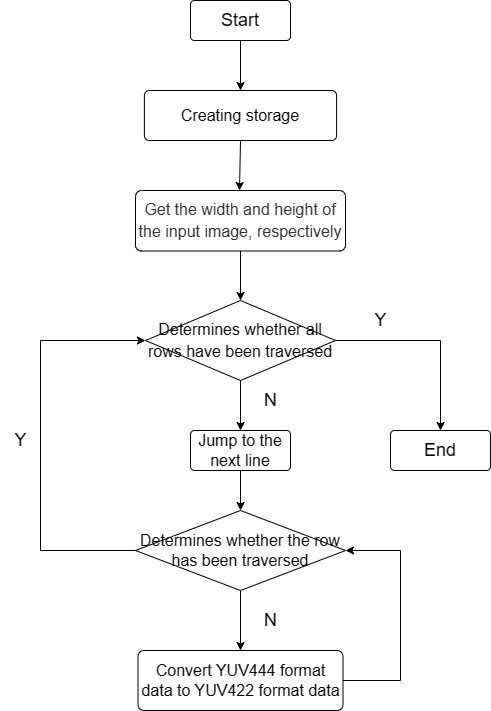 Start
Creating storage
Get the width and height of
the input image, respectively
Determines whether all
rows have been traversed
Y
N
Jump to the
next line
End
Y
Determines whether the row
has been traversed
N
Convert YUV444 format
data to YUV422 format data